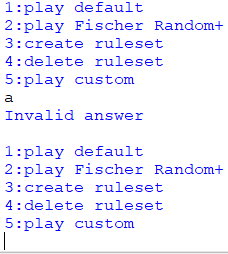 1:play default
2:play Fischer Random+
3:create ruleset
4:delete ruleset
5:play custom
a
Invalid answer

1:play default
2:play Fischer Random+
3:create ruleset
4:delete ruleset
5:play custom